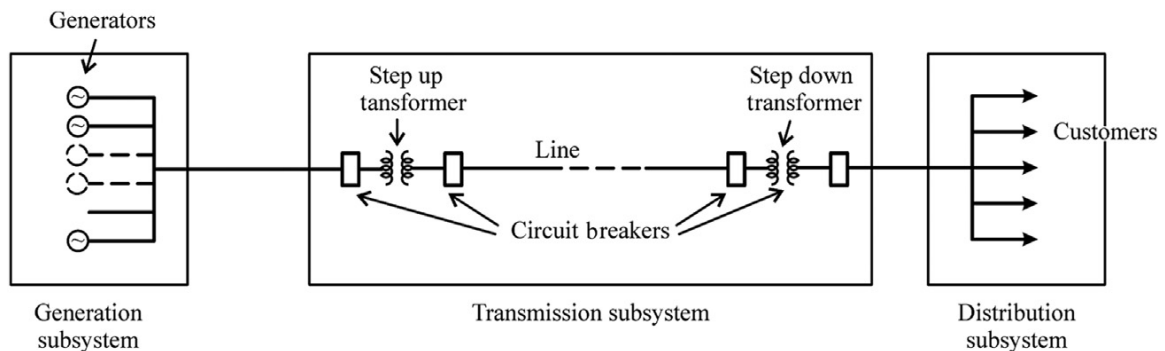 Generators
Step up
tansformer
Step down
transformer
Customers
Line
Circuit breakers
Generation
subsystem
Transmission subsystem
Distribution
subsystem